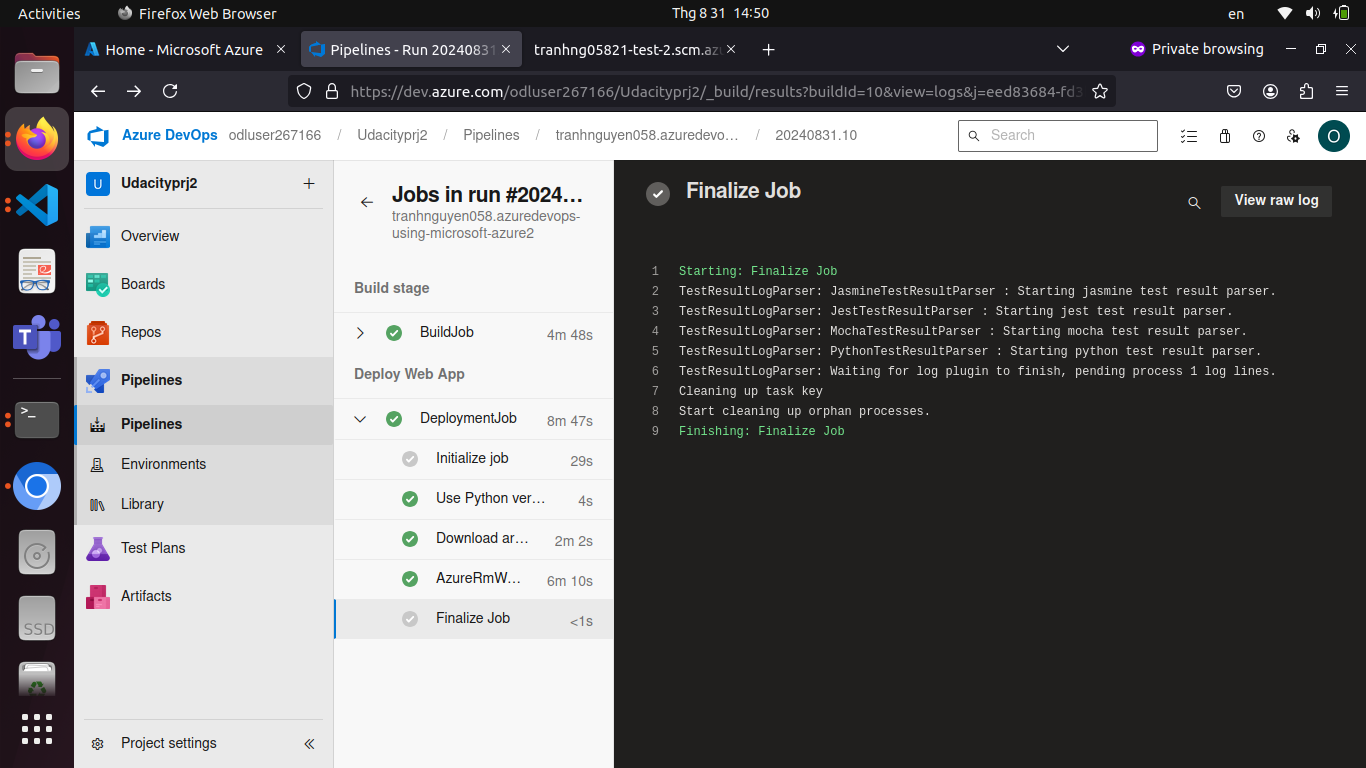 Activities
Firefox Web Browser
Thg 8 31 14:50
en
Home - Microsoft Azure
Pipelines - Run 20240831
tranhng05821-test-2.scm.az
Private browsing
https://dev.azure.com/odluser267166/Udacityprj2/_build/results?buildId=10&view=logs&j=eed83684-fd3
Azure DevOps
odluser267166 / Udacityprj2 / Pipelines / tranhnguyen058.azuredevo… / 20240831.10
Search
O
U
Udacityprj2
Overview
Boards
Repos
Pipelines
Pipelines
Environments
Library
Test Plans
Artifacts
Project settings
SSD
Jobs in run #2024…
tranhnguyen058.azuredevops-
using-microsoft-azure2
Build stage
BuildJob 4m 48s
Deploy Web App
DeploymentJob 8m 47s
Initialize job 29s
Use Python ver… 4s
Download ar… 2m 2s
AzureRmW… 6m 10s
Finalize Job <1s
Finalize Job
View raw log
1 Starting: Finalize Job
2 TestResultLogParser: JasmineTestResultParser : Starting jasmine test result parser.
3 TestResultLogParser: JestTestResultParser : Starting jest test result parser.
4 TestResultLogParser: MochaTestResultParser : Starting mocha test result parser.
5 TestResultLogParser: PythonTestResultParser : Starting python test result parser.
6 TestResultLogParser: Waiting for log plugin to finish, pending process 1 log lines.
7 Cleaning up task key
8 Start cleaning up orphan processes.
9 Finishing: Finalize Job